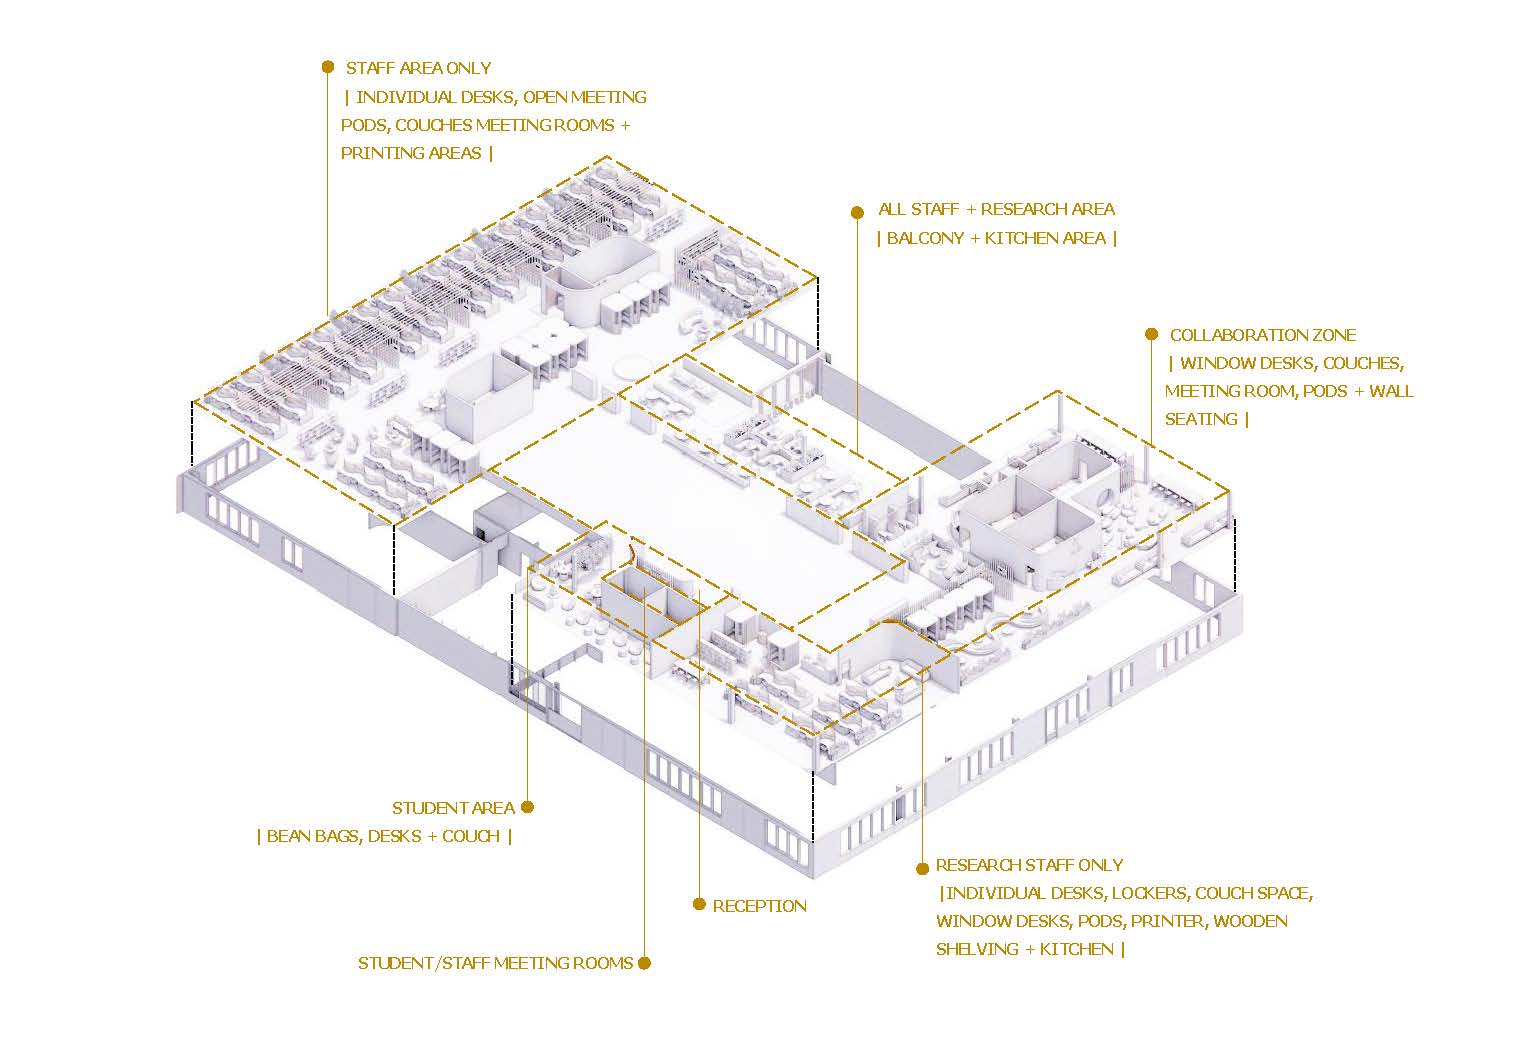 STAFF AREA ONLY
| INDIVIDUAL DESKS, OPEN MEETING
PODS, COUCHES MEETING ROOMS +
PRINTING AREAS |
ALL STAFF + RESEARCH AREA
| BALCONY + KITCHEN AREA |
COLLABORATION ZONE
| WINDOW DESKS, COUCHES,
MEETING ROOM, PODS + WALL
SEATING |
STUDENT AREA
| BEAN BAGS, DESKS + COUCH |
RESEARCH STAFF ONLY
|INDIVIDUAL DESKS, LOCKERS, COUCH SPACE,
WINDOW DESKS, PODS, PRINTER, WOODEN
SHELVING + KITCHEN |
RECEPTION
STUDENT/STAFF MEETING ROOMS